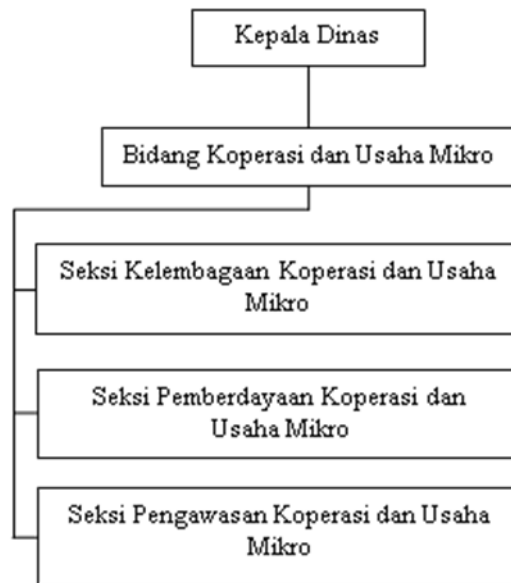 Kepala Dinas
Bidang Koperasi dan Usaha Mikro
Seksi Kelembagaan Koperasi dan Usaha
Mikro
Seksi Pemberdayaan Koperasi dan
Usaha Mikro
Seksi Pengawasan Koperasi dan Usaha
Mikro